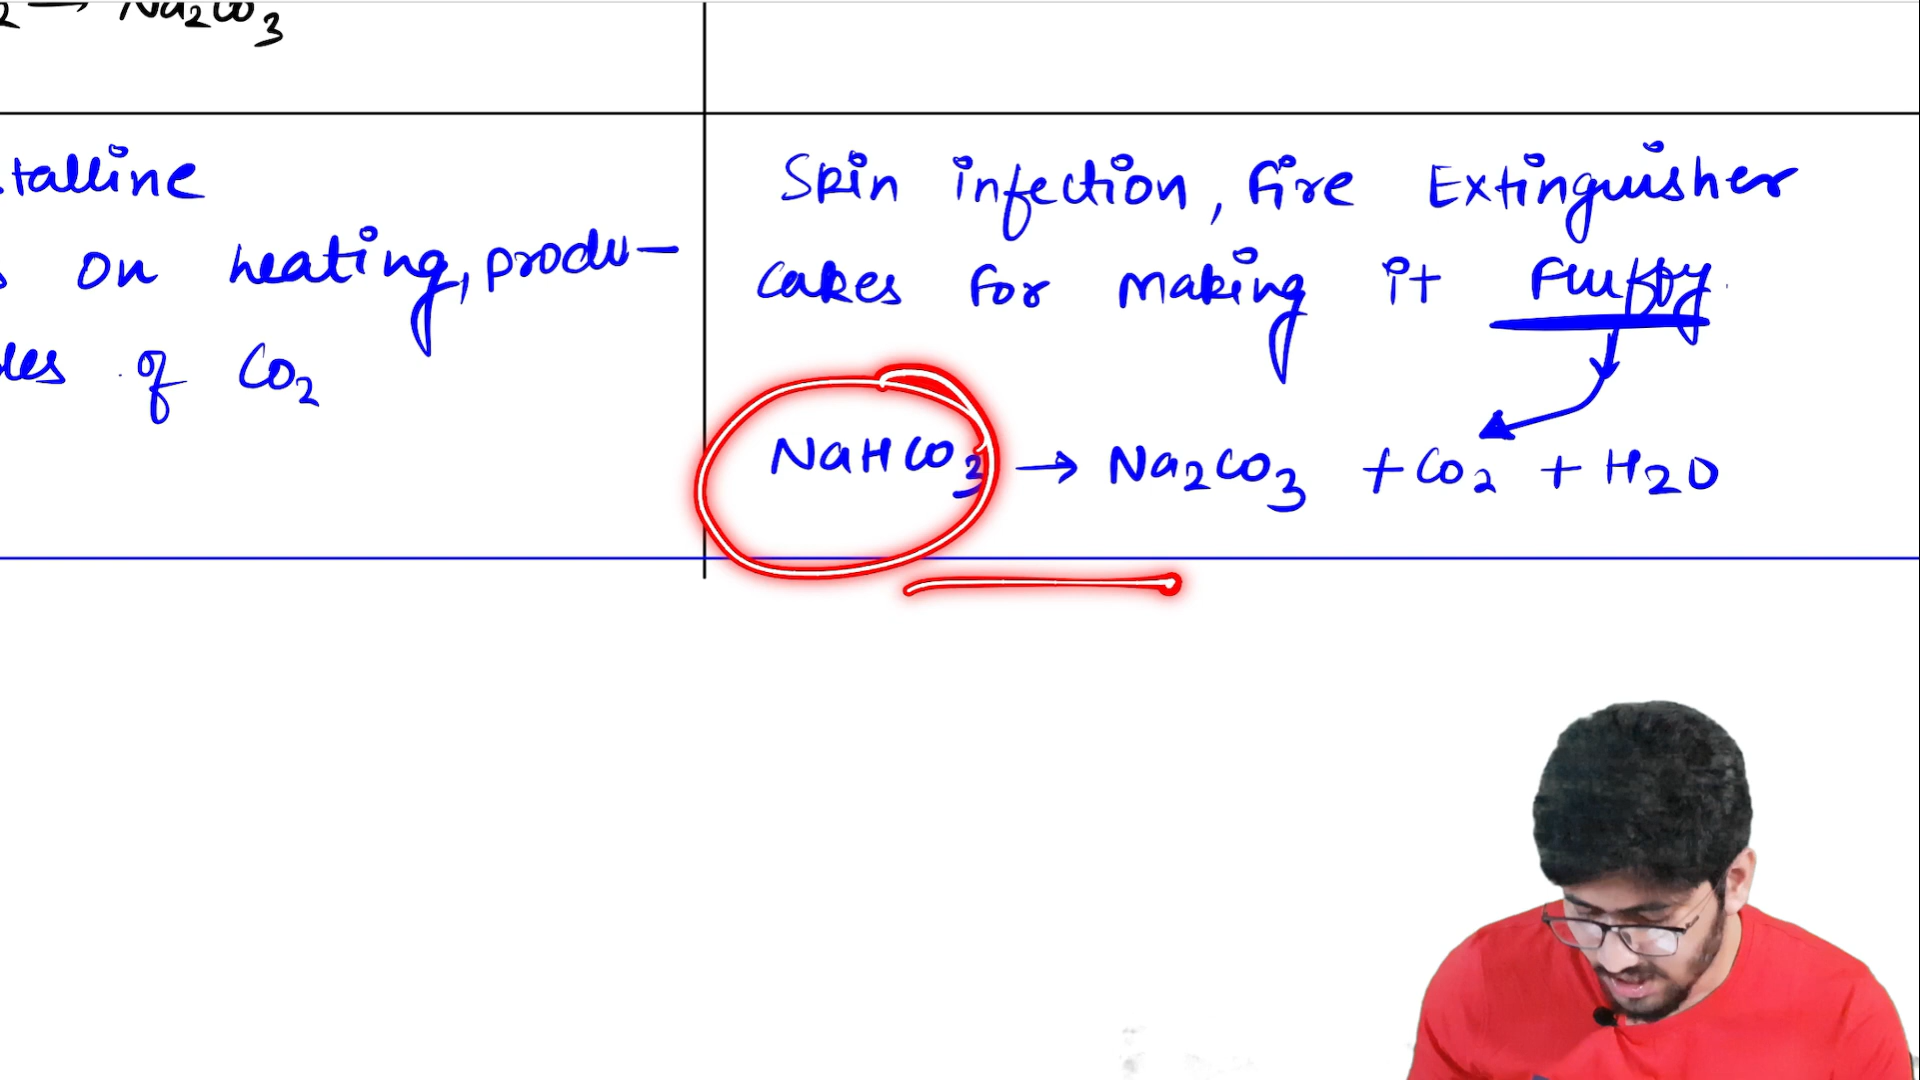 Na2CO3
talline
on heating, produ-
of CO2
Skin infection, fire Extinguisher
Cakes for making it fluffy.
NaHCO3 → Na2CO3 + CO2 + H2O